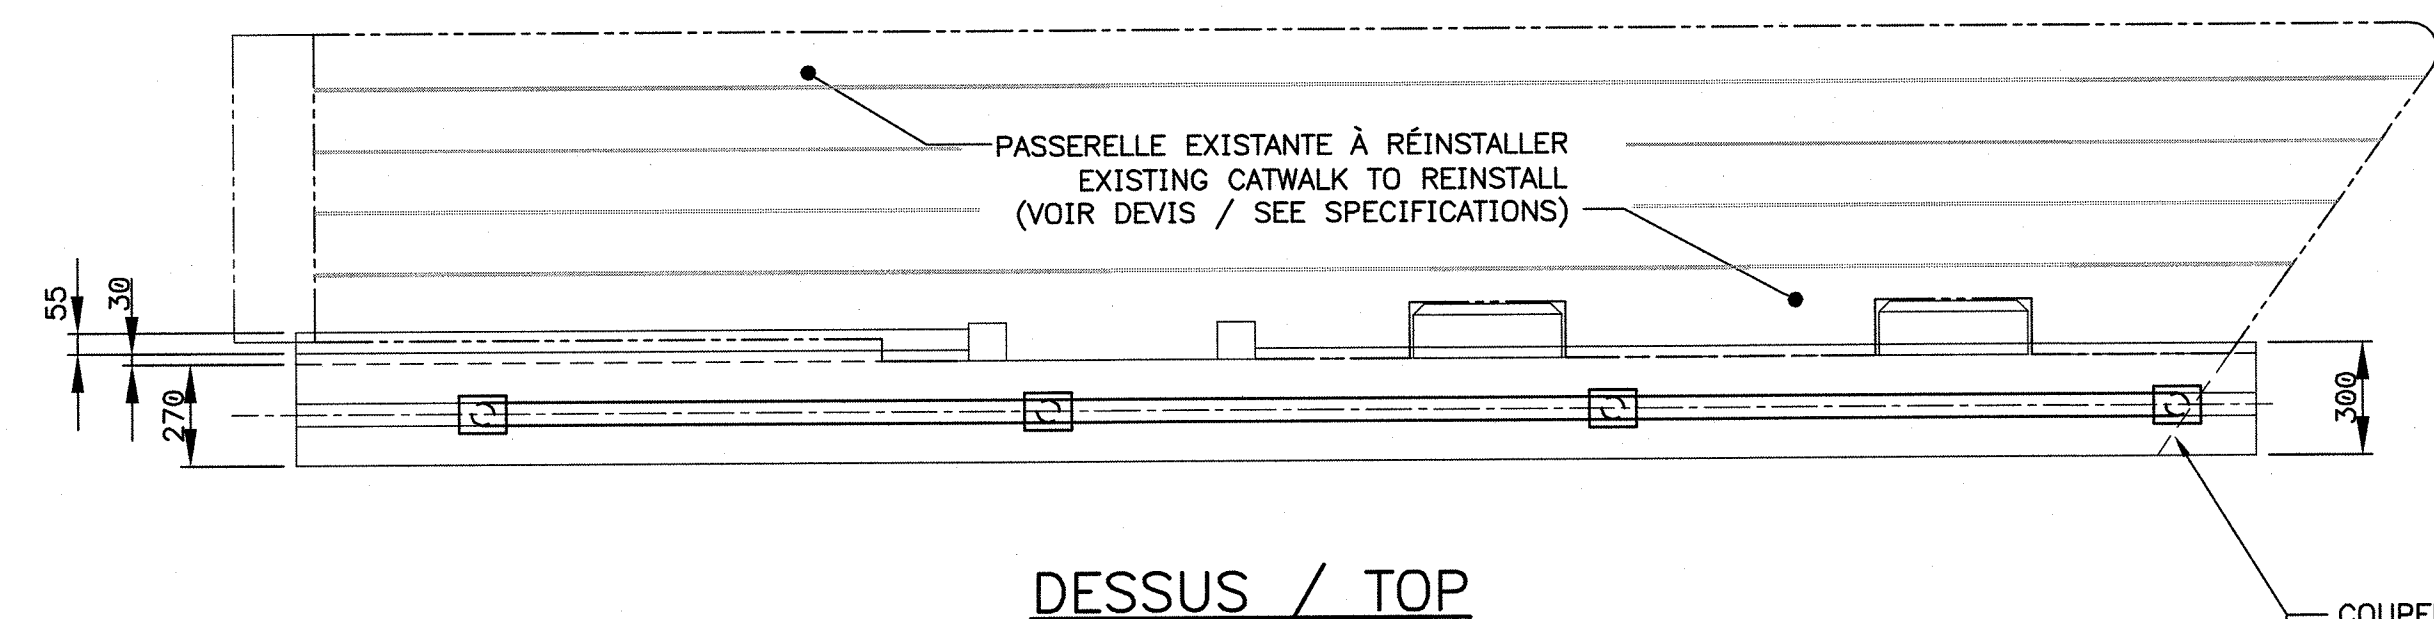 PASSERELLE EXISTANTE À RÉINSTALLER
EXISTING CATWALK TO REINSTALL
(VOIR DEVIS / SEE SPECIFICATIONS)
55
30
270
300
DESSUS / TOP